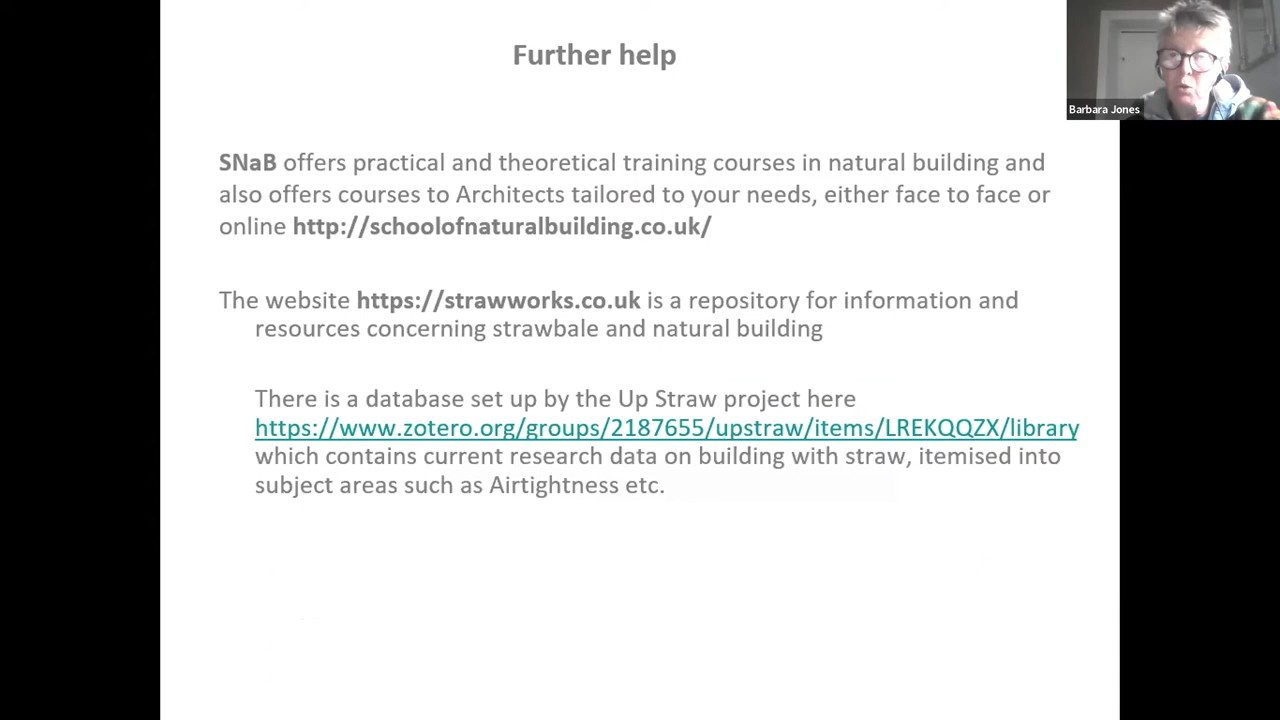 Further help
Barbara Jones
SNaB offers practical and theoretical training courses in natural building and
also offers courses to Architects tailored to your needs, either face to face or
online http://schoolofnaturalbuilding.co.uk/
The website https://strawworks.co.uk is a repository for information and
resources concerning strawbale and natural building
There is a database set up by the Up Straw project here
https://www.zotero.org/groups/2187655/upstraw/items/LREKQQZX/library
which contains current research data on building with straw, itemised into
subject areas such as Airtightness etc.